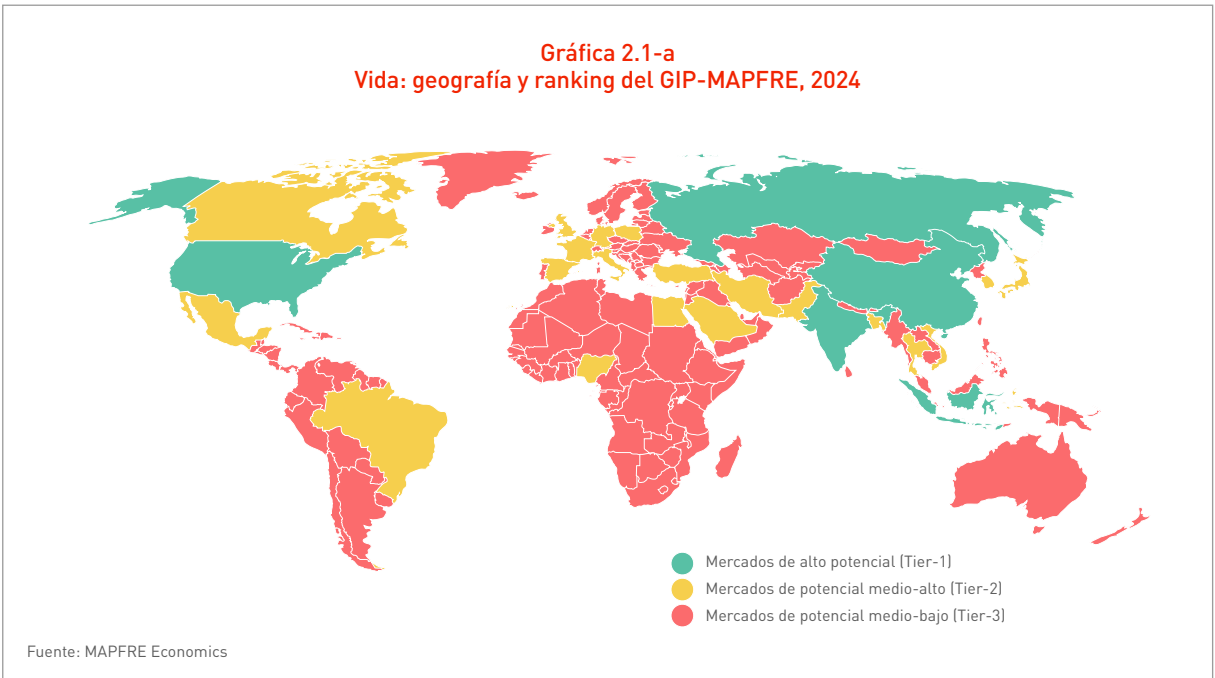 Gráfica 2.1-a
Vida: geografía y ranking del GIP-MAPFRE, 2024
Mercados de alto potencial (Tier-1)
Mercados de potencial medio-alto (Tier-2)
Mercados de potencial medio-bajo (Tier-3)
Fuente: MAPFRE Economics